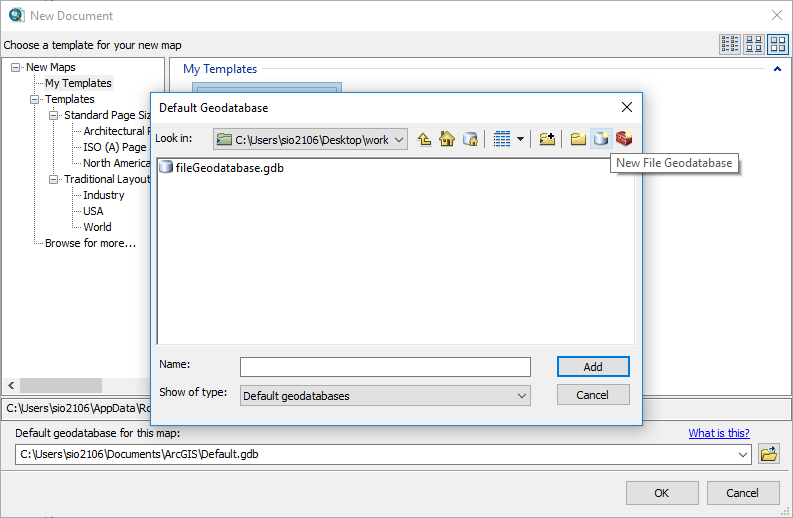 New Document
Choose a template for your new map
New Maps
My Templates
Templates
Standard Page Siz
Architectural P
ISO (A) Page
North America
Traditional Layout
Industry
USA
World
Browse for more...
My Templates
Default Geodatabase
Look in:
C:\Users\sio2106\Desktop\work
New File Geodatabase
fileGeodatabase.gdb
Name:
Add
Show of type:
Default geodatabases
Cancel
C:\Users\sio2106\AppData\Ro
Default geodatabase for this map:
What is this?
C:\Users\sio2106\Documents\ArcGIS\Default.gdb
OK
Cancel